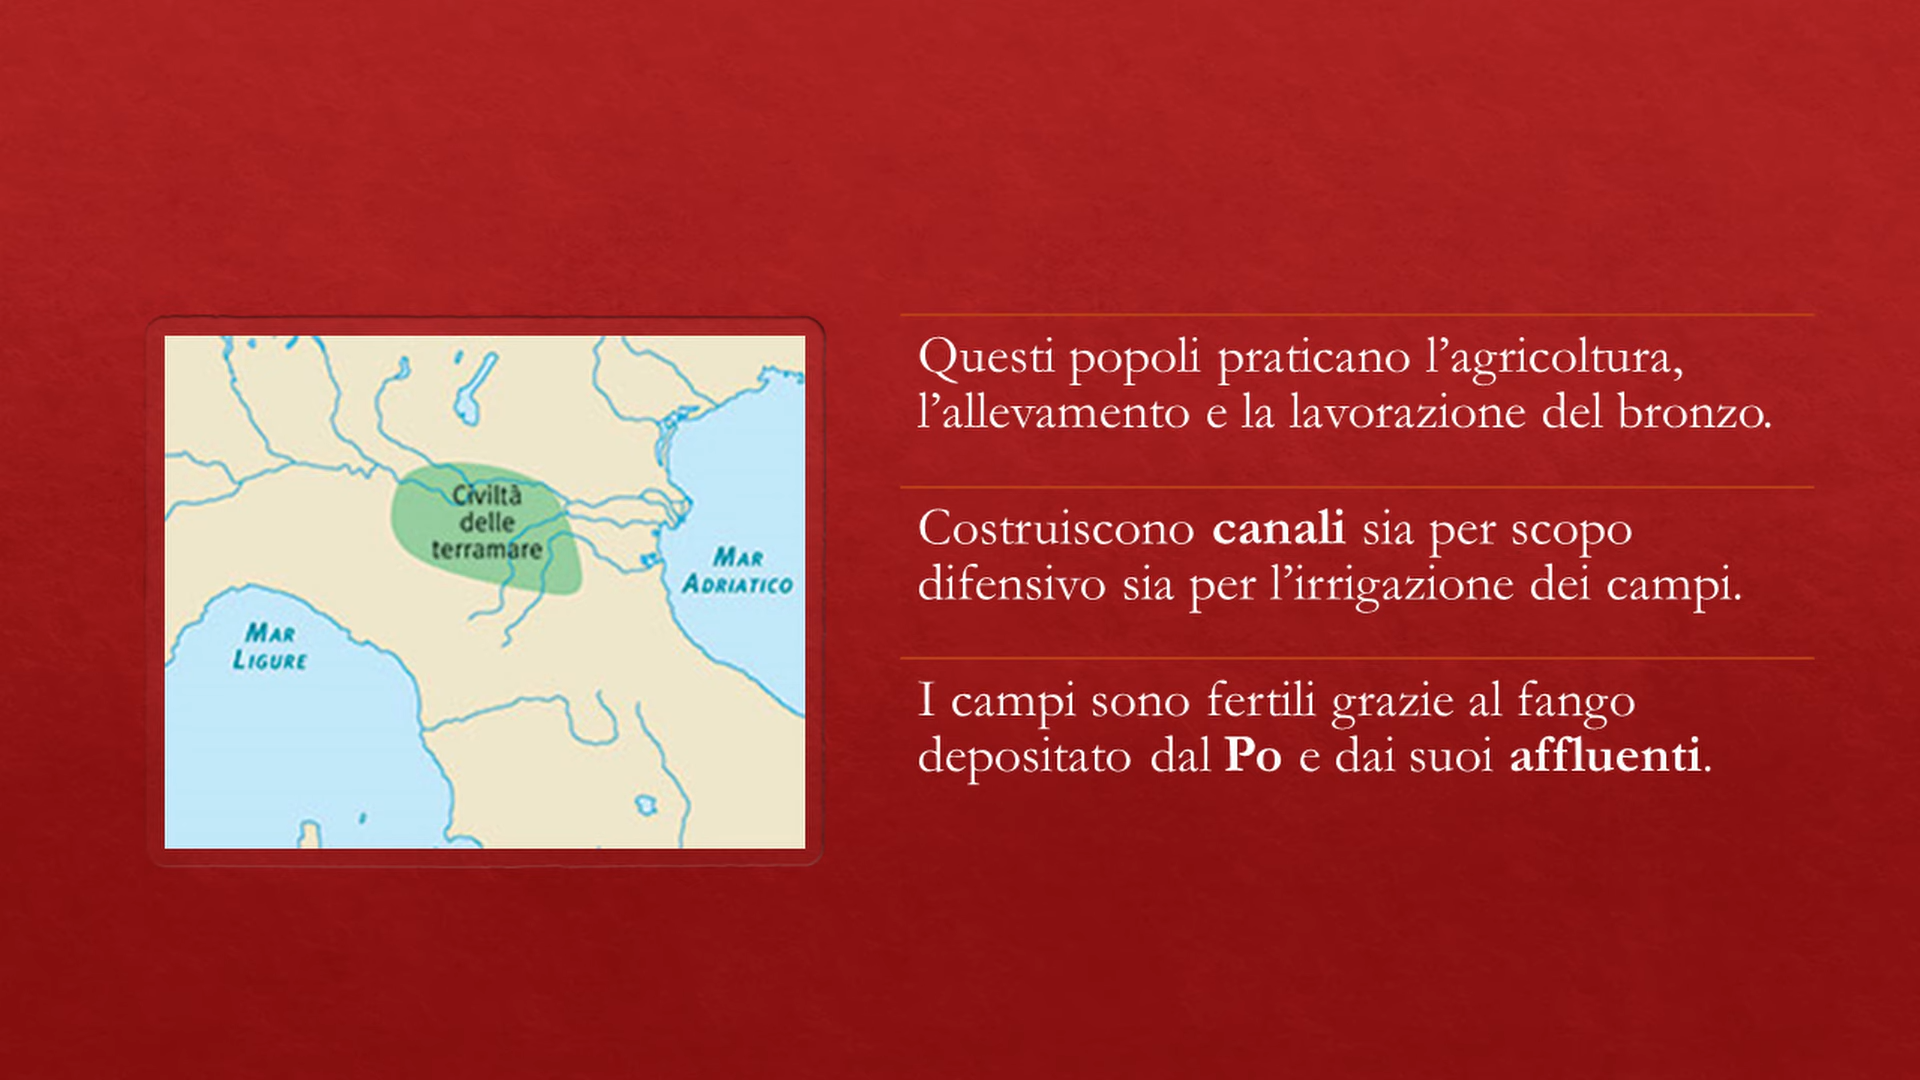 Civiltà
delle
terramare
MAR
ADRIATICO
MAR
LIGURE
Questi popoli praticano l’agricoltura,
l’allevamento e la lavorazione del bronzo.
Costruiscono canali sia per scopo
difensivo sia per l’irrigazione dei campi.
I campi sono fertili grazie al fango
depositato dal Po e dai suoi affluenti.